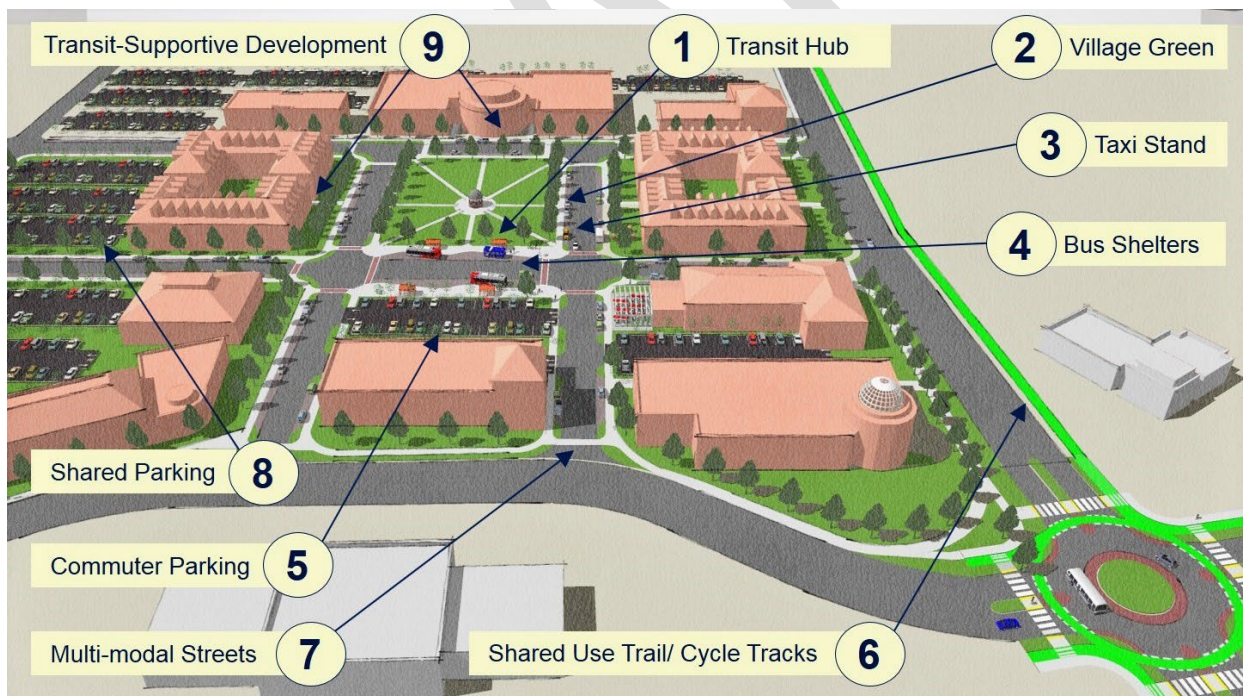 Transit-Supportive Development 9
1 Transit Hub
2 Village Green
3 Taxi Stand
4 Bus Shelters
Shared Parking 8
Commuter Parking 5
Multi-modal Streets 7
Shared Use Trail/ Cycle Tracks 6